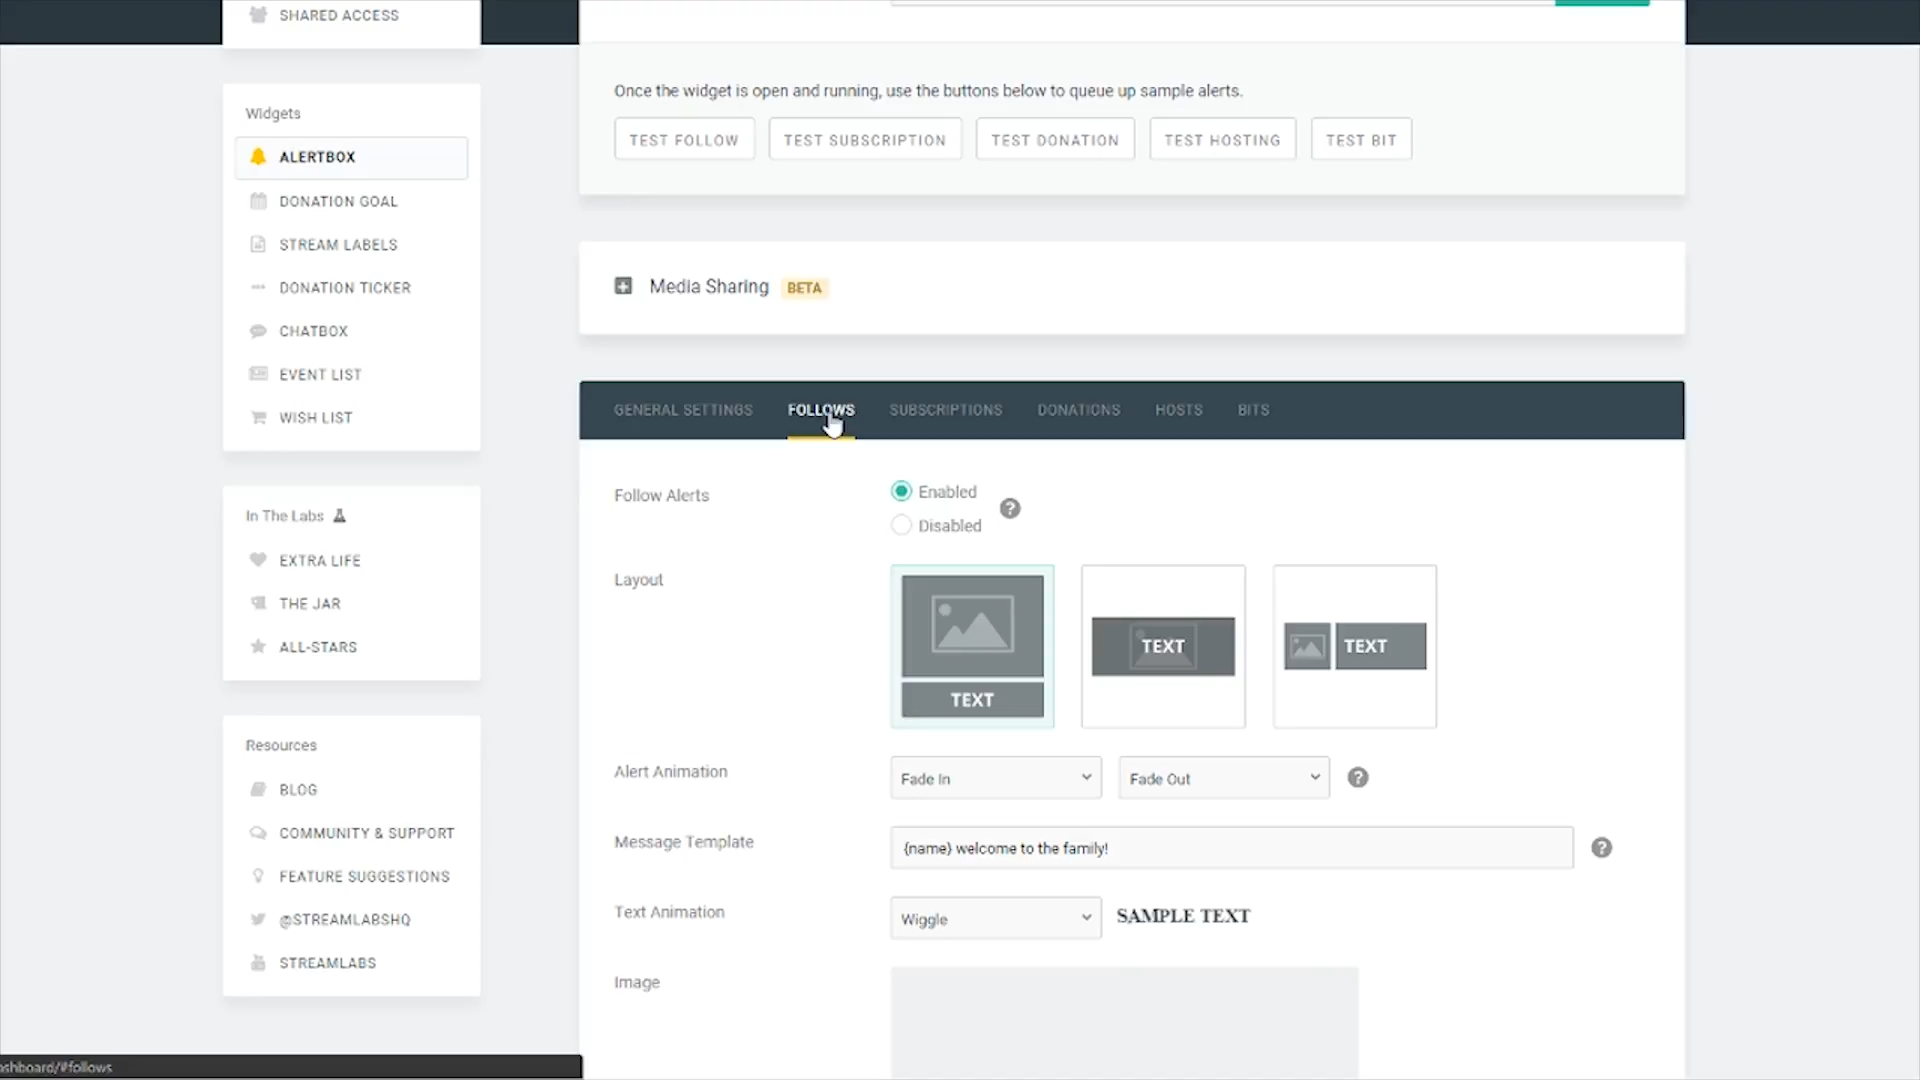 SHARED ACCESS
Widgets
ALERTBOX
DONATION GOAL
STREAM LABELS
DONATION TICKER
CHATBOX
EVENT LIST
WISH LIST
In The Labs
EXTRA LIFE
THE JAR
ALL-STARS
Resources
BLOG
COMMUNITY & SUPPORT
FEATURE SUGGESTIONS
@STREAMLABSHQ
STREAMLABS
Once the widget is open and running, use the buttons below to queue up sample alerts.
TEST FOLLOW TEST SUBSCRIPTION TEST DONATION TEST HOSTING TEST BIT
Media Sharing BETA
GENERAL SETTINGS FOLLOWS SUBSCRIPTIONS DONATIONS HOSTS BITS
Follow Alerts
Enabled
Disabled
Layout
TEXT
TEXT
TEXT
Alert Animation Fade In Fade Out
Message Template {name} welcome to the family!
Text Animation Wiggle SAMPLE TEXT
Image
ashboard/#follows